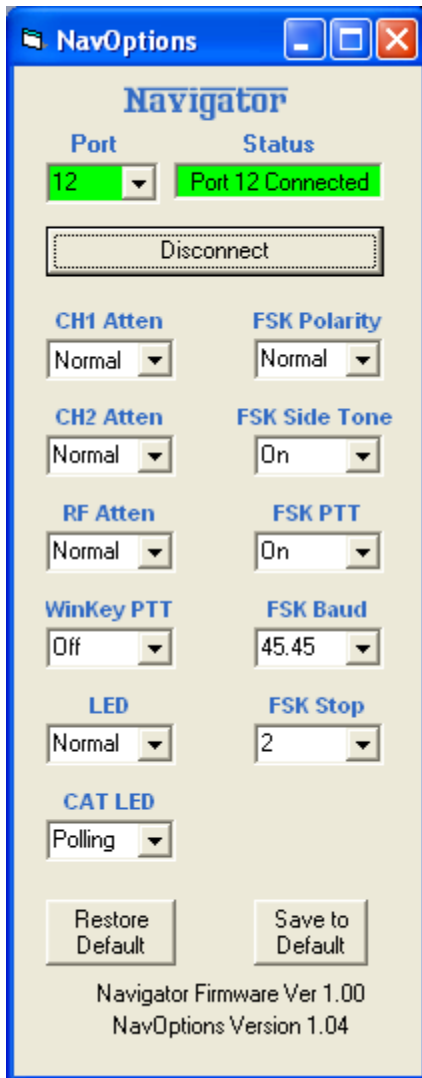 NavOptions
Navigator
Port Status
12 Port 12 Connected
Disconnect
CH1 Atten FSK Polarity
Normal Normal
CH2 Atten FSK Side Tone
Normal On
RF Atten FSK PTT
Normal On
WinKey PTT FSK Baud
Off 45.45
LED FSK Stop
Normal 2
CAT LED
Polling
Restore Save to
Default Default
Navigator Firmware Ver 1.00
NavOptions Version 1.04